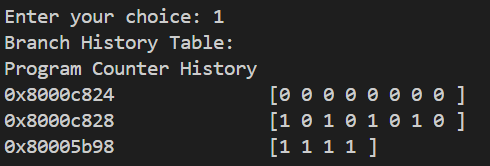 Enter your choice: 1
Branch History Table:
Program Counter History
0x8000c824 [0 0 0 0 0 0 0 0 ]
0x8000c828 [1 0 1 0 1 0 1 0 ]
0x80005b98 [1 1 1 1 ]